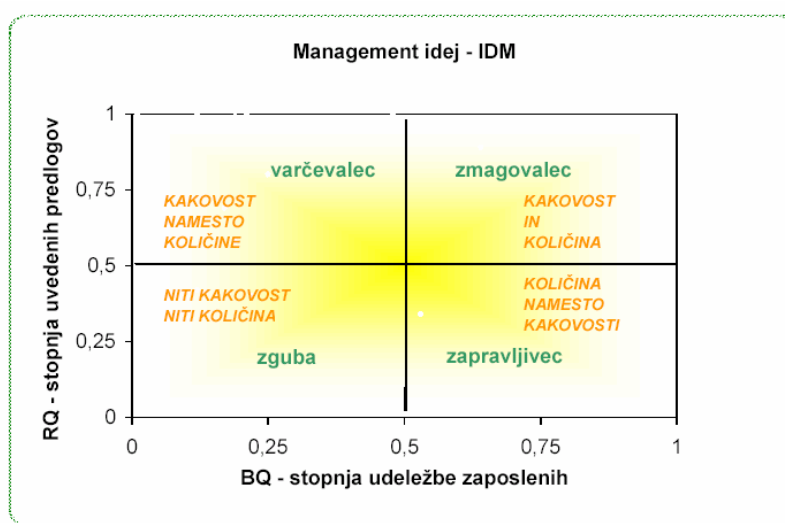 Management idej - IDM
RQ - stopnja uvedenih predlogov
1
0,75
0,5
0,25
0
varčevalec
zmagovalec
KAKOVOST
NAMESTO
KOLIČINE
KAKOVOST
IN
KOLIČINA
NITI KAKOVOST
NITI KOLIČINA
KOLIČINA
NAMESTO
KAKOVOSTI
zguba
zapravljivec
0 0,25 0,5 0,75 1
BQ - stopnja udeležbe zaposlenih